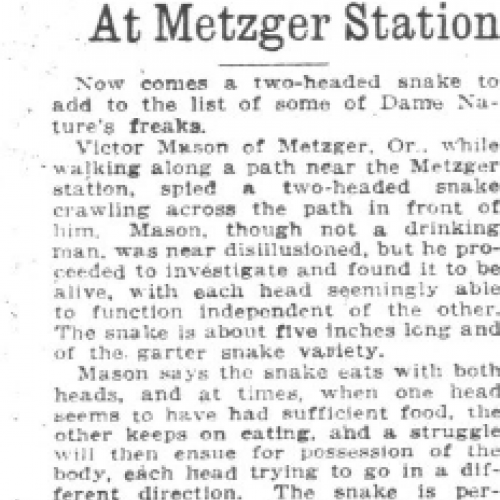 At Metzger Station
Now comes a two-headed snake to
add to the list of some of Dame Na-
ture's freaks.
Victor Mason of Metzger, Or., while
walking along a path near the Metzger
station, spied a two-headed snake
crawling across the path in front of
him. Mason, though not a drinking
man, was near disillusioned, but he pro-
ceeded to investigate and found it to be
alive, with each head seemingly able
to function independent of the other.
The snake is about five inches long and
of the garter snake variety.
Mason says the snake eats with both
heads, and at times, when one head
seems to have had sufficient food, the
other keeps on eating, and a struggle
will then ensue for possession of the
body, each head trying to go in a dif-
ferent direction. The snake is per-